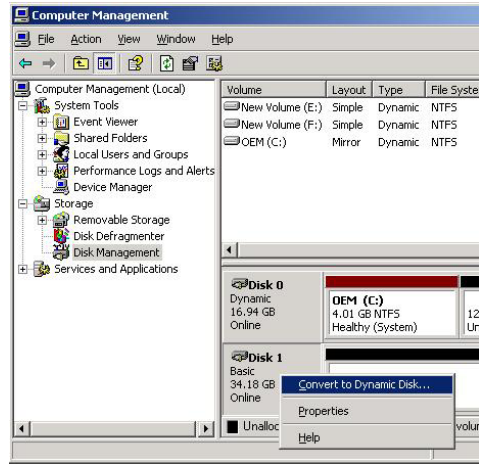 Computer Management
File Action View Window Help
Computer Management (Local)
System Tools
Event Viewer
Shared Folders
Local Users and Groups
Performance Logs and Alerts
Device Manager
Storage
Removable Storage
Disk Defragmenter
Disk Management
Services and Applications
Volume Layout Type File Syste
New Volume (E:) Simple Dynamic NTFS
New Volume (F:) Simple Dynamic NTFS
OEM (C:) Mirror Dynamic NTFS
Disk 0
Dynamic
16.94 GB
Online
OEM (C:)
4.01 GB NTFS
Healthy (System)
12
Un
Disk 1
Basic
34.18 GB
Online
Convert to Dynamic Disk...
Properties
Help
Unalloc
volur